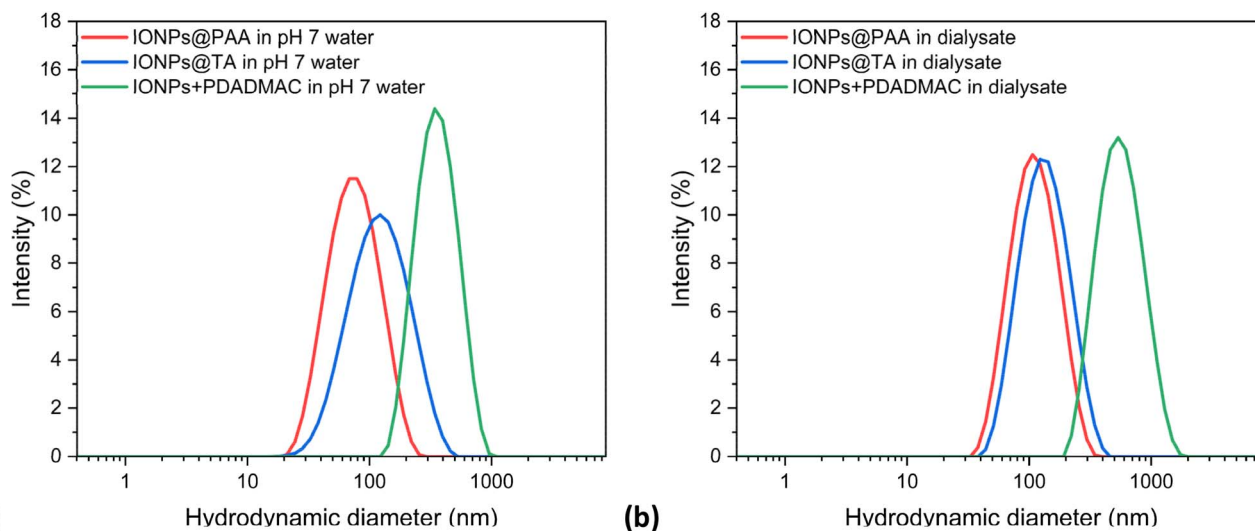 18
16
14
12
10
8
6
4
2
0
Intensity (%)
IONPs@PAA in pH 7 water
IONPs@TA in pH 7 water
IONPs+PDADMAC in pH 7 water
1 10 100 1000
Hydrodynamic diameter (nm)
(b)
18
16
14
12
10
8
6
4
2
0
Intensity (%)
IONPs@PAA in dialysate
IONPs@TA in dialysate
IONPs+PDADMAC in dialysate
1 10 100 1000
Hydrodynamic diameter (nm)